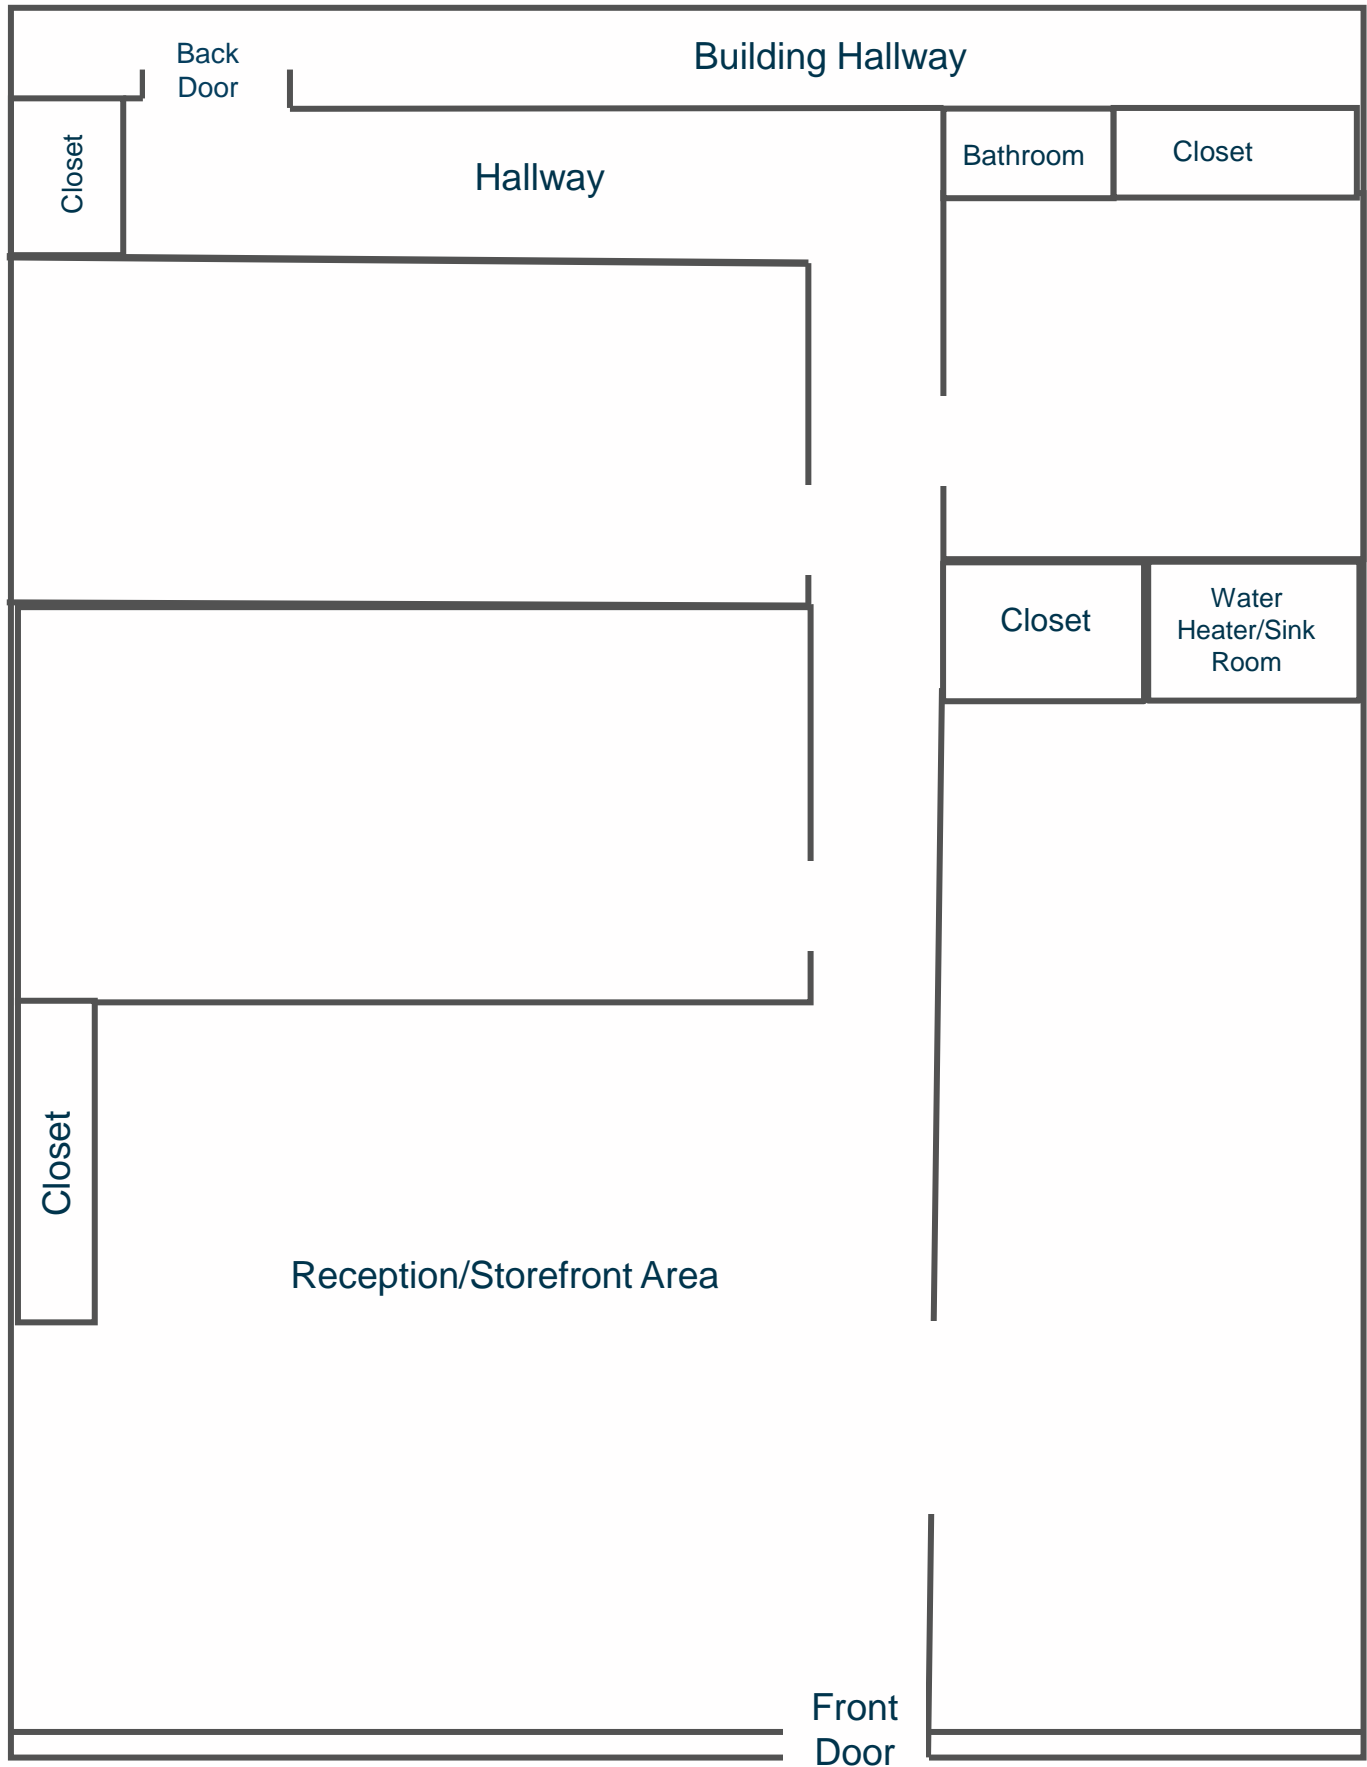 Building Hallway
Back
Door
Closet
Hallway
Bathroom
Closet
Closet
Water
Heater/Sink
Room
Closet
Reception/Storefront Area
Front
Door